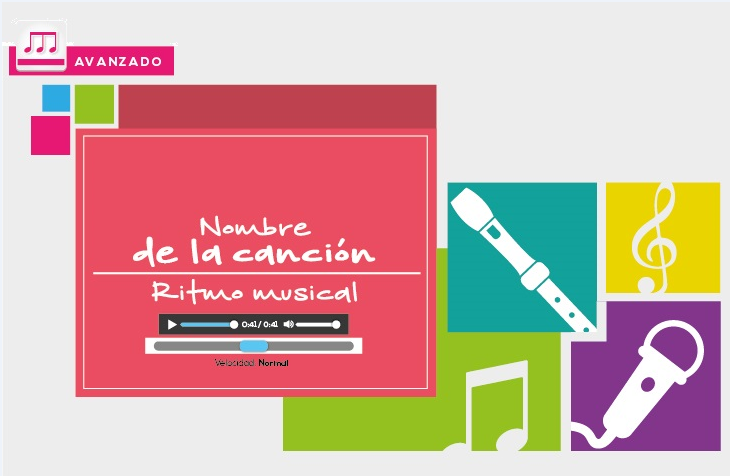 AVANZADO
Nombre
de la canción
Ritmo musical
0:41/0:41
Velocidad: Normal